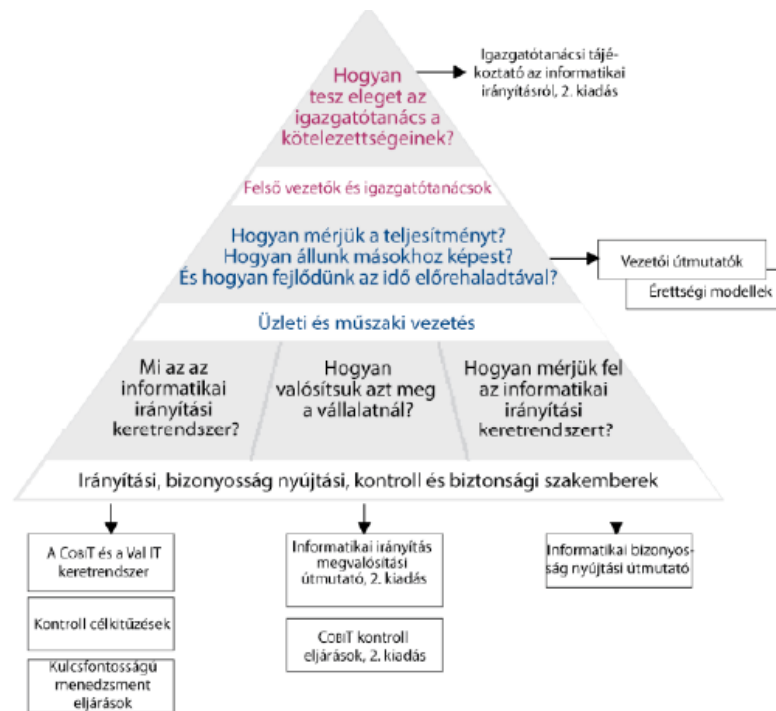 Hogyan
tesz eleget az
igazgatótanács a
kötelezettségeinek?
Igazgatótanácsi tájé-
koztató az informatikai
irányításról, 2. kiadás
Felső vezetők és igazgatótanácsok
Hogyan mérjük a teljesítményt?
Hogyan állunk másokhoz képest?
És hogyan fejlődünk az idő előrehaladtával?
Vezetői útmutatók
Érettségi modellek
Üzleti és műszaki vezetés
Mi az az
informatikai
irányítási
keretrendszer?
Hogyan
valósítsuk azt meg
a vállalatnál?
Hogyan mérjük fel
az informatikai
irányítási
keretrendszert?
Irányítási, bizonyosság nyújtási, kontroll és biztonsági szakemberek
A COBIT és a Val IT
keretrendszer
Kontroll célkitűzések
Kulcsfontosságú
menedzsment
eljárások
Informatikai irányítás
megvalósítási
útmutató, 2. kiadás
COBIT kontroll
eljárások, 2. kiadás
Informatikai bizonyos-
ság nyújtási útmutató